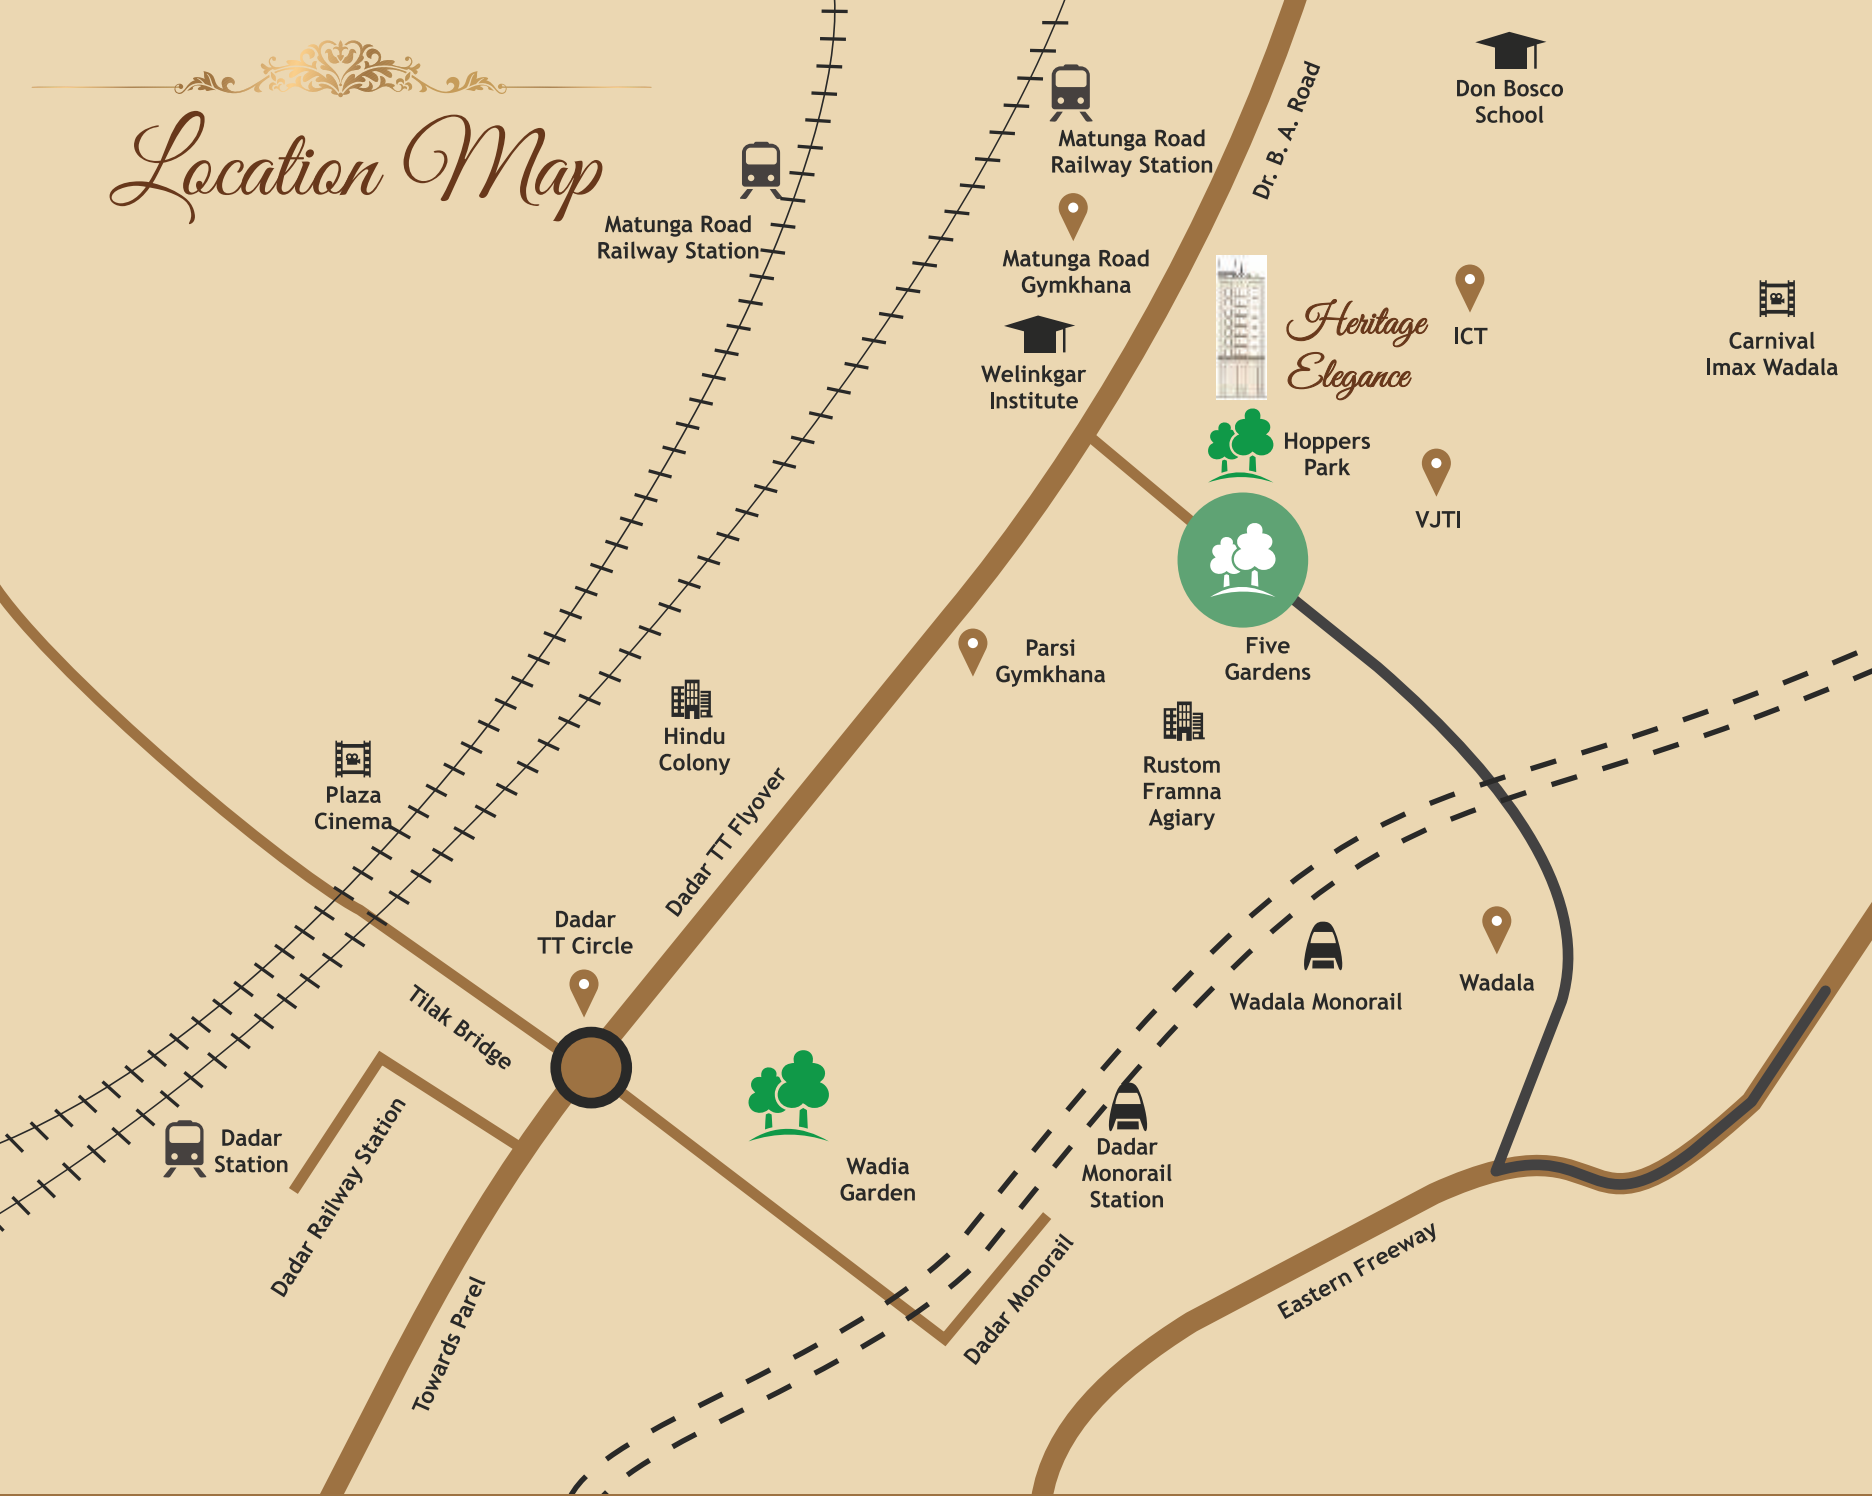 Location Map
Matunga Road
Railway Station
Matunga Road
Railway Station
Dr. B. A. Road
Don Bosco
School
Matunga Road
Gymkhana
Welinkgar
Institute
Heritage
Elegance
ICT
Carnival
Imax Wadala
Hoppers
Park
VJTI
Five
Gardens
Parsi
Gymkhana
Hindu
Colony
Rustom
Framna
Agiary
Plaza
Cinema
Dadar TT Flyover
Dadar
TT Circle
Tilak Bridge
Wadala Monorail
Wadala
Dadar
Station
Dadar Railway Station
Wadia
Garden
Dadar
Monorail
Station
Dadar Monorail
Towards Parel
Eastern Freeway